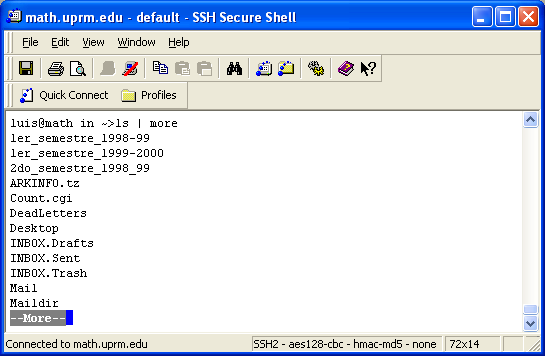 math.uprm.edu - default - SSH Secure Shell
File Edit View Window Help
Quick Connect Profiles
luis@math in ~>ls | more
1er_semestre_1998-99
1er_semestre_1999-2000
2do_semestre_1998_99
ARKINFO.tz
Count.cgi
DeadLetters
Desktop
INBOX.Drafts
INBOX.Sent
INBOX.Trash
Mail
Maildir
--More--
Connected to math.uprm.edu SSH2 - aes128-cbc - hmac-md5 - none 72x14